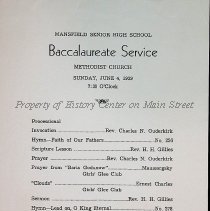 MANSFIELD SENIOR HIGH SCHOOL
Baccalaureate Service
METHODIST CHURCH
SUNDAY, JUNE 4, 1939
7:30 O'Clock
Property of History Center on Main Street
Processional
Invocation Rev. Charles N. Ouderkirk
Hymn—Faith of Our Fathers No. 256
Scripture Lesson Rev. H. H. Gillies
Prayer Rev. Charles N. Ouderkirk
Prayer from "Boris Godunow" Moussorgsky
Girls' Glee Club
"Clouds" Ernest Charles
Girls' Glee Club
Sermon Rev. H. H. Gillies
Hymn—Lead on, O King Eternal No. 278